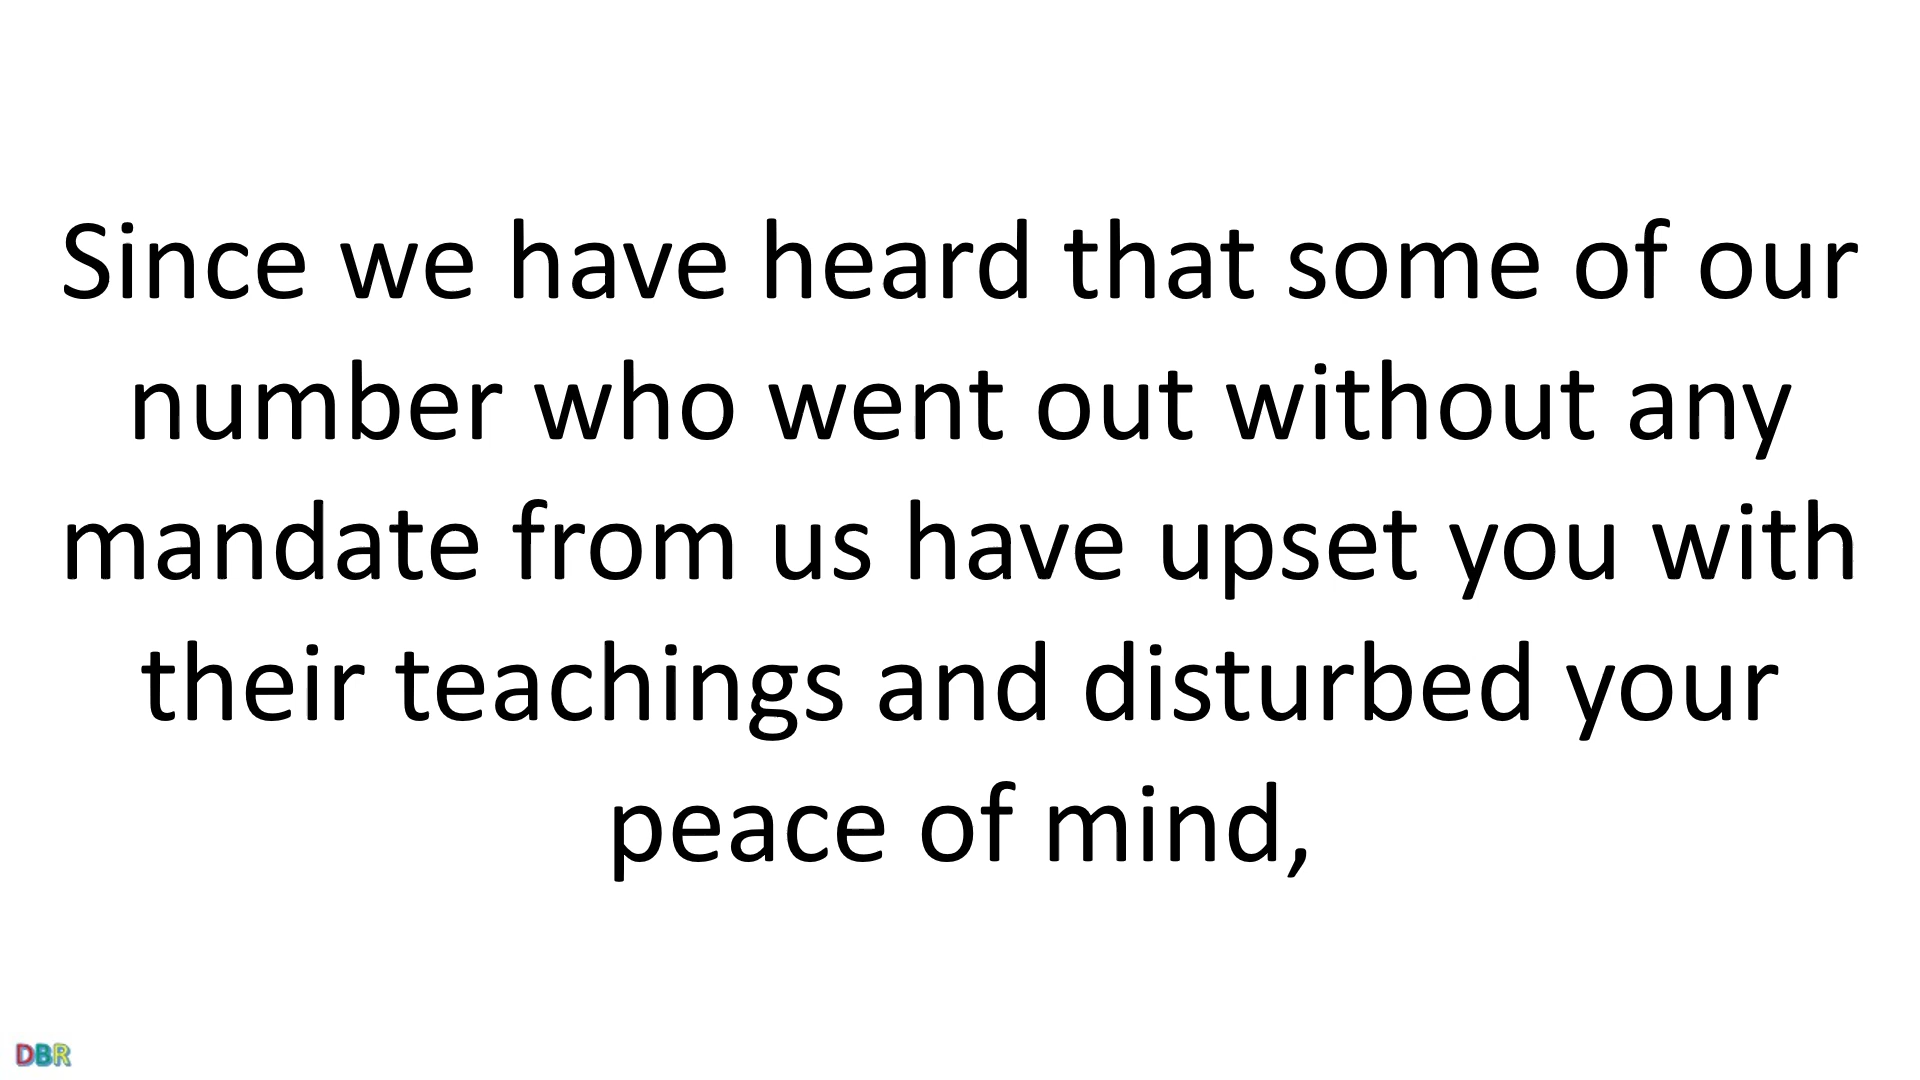 Since we have heard that some of our
number who went out without any
mandate from us have upset you with
their teachings and disturbed your
peace of mind,
DBR